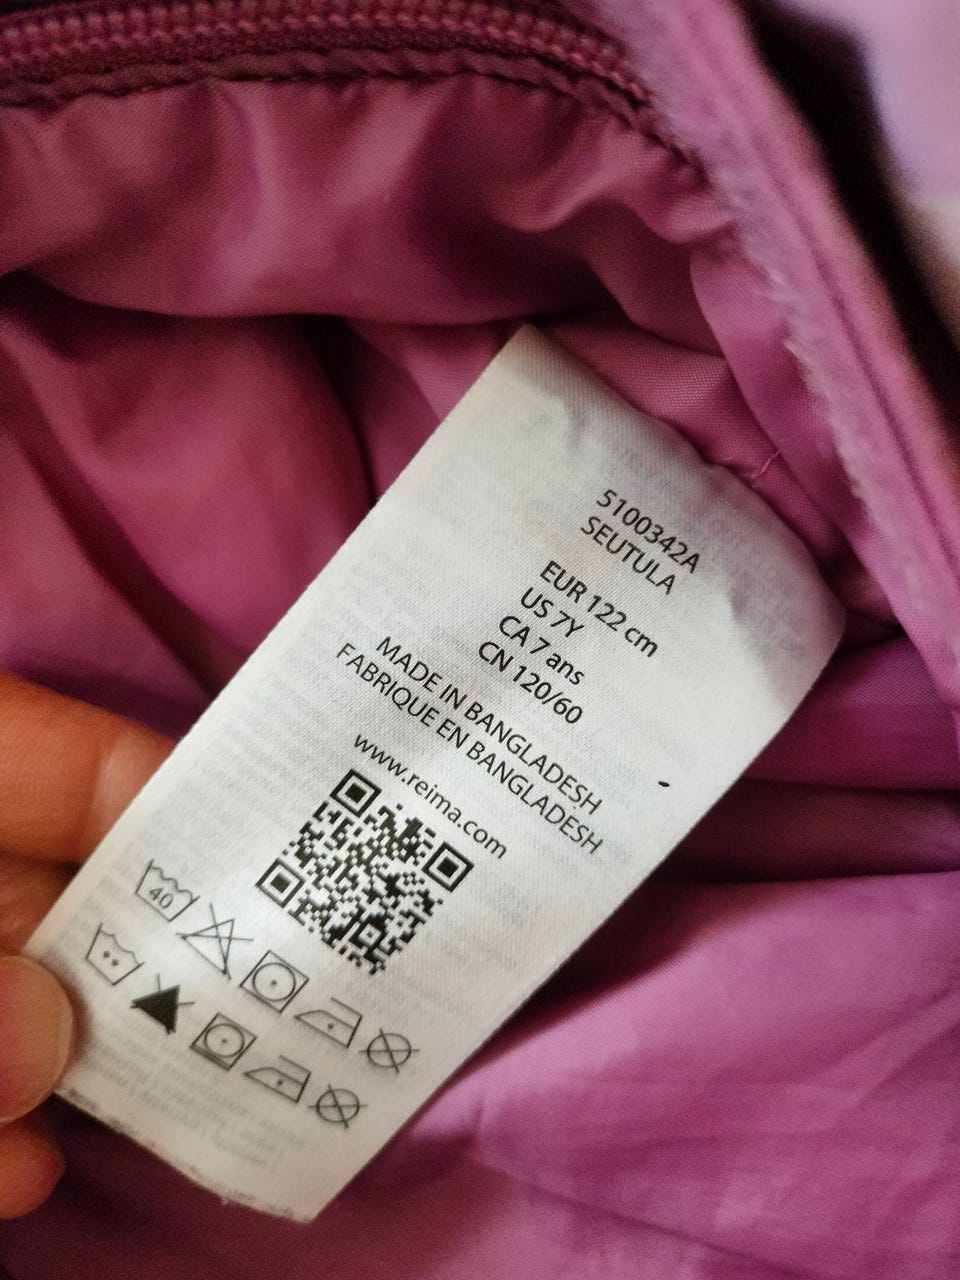 5100342A
SEUTULA
EUR 122 cm
US 7Y
CA 7 ans
CN 120/60
MADE IN BANGLADESH
FABRIQUE EN BANGLADESH
www.reima.com
40